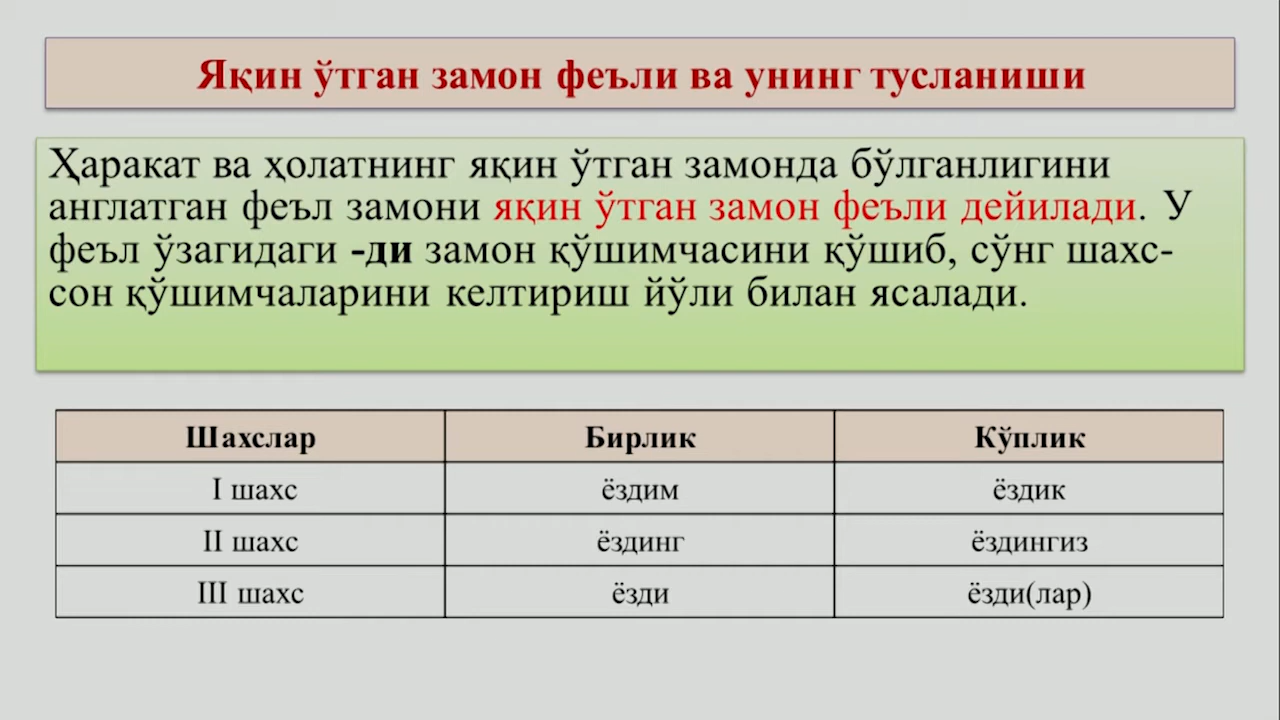 Яқин ўтган замон феъли ва унинг тусланиши
Ҳаракат ва ҳолатнинг яқин ўтган замонда бўлганлигини
англатган феъл замони яқин ўтган замон феъли дейилади. У
феъл ўзагидаги -ди замон қўшимчасини қўшиб, сўнг шахс-
сон қўшимчаларини келтириш йўли билан ясалади.
Шахслар Бирлик Кўплик
I шахс ёздим ёздик
II шахс ёздинг ёздингиз
III шахс ёзди ёзди(лар)